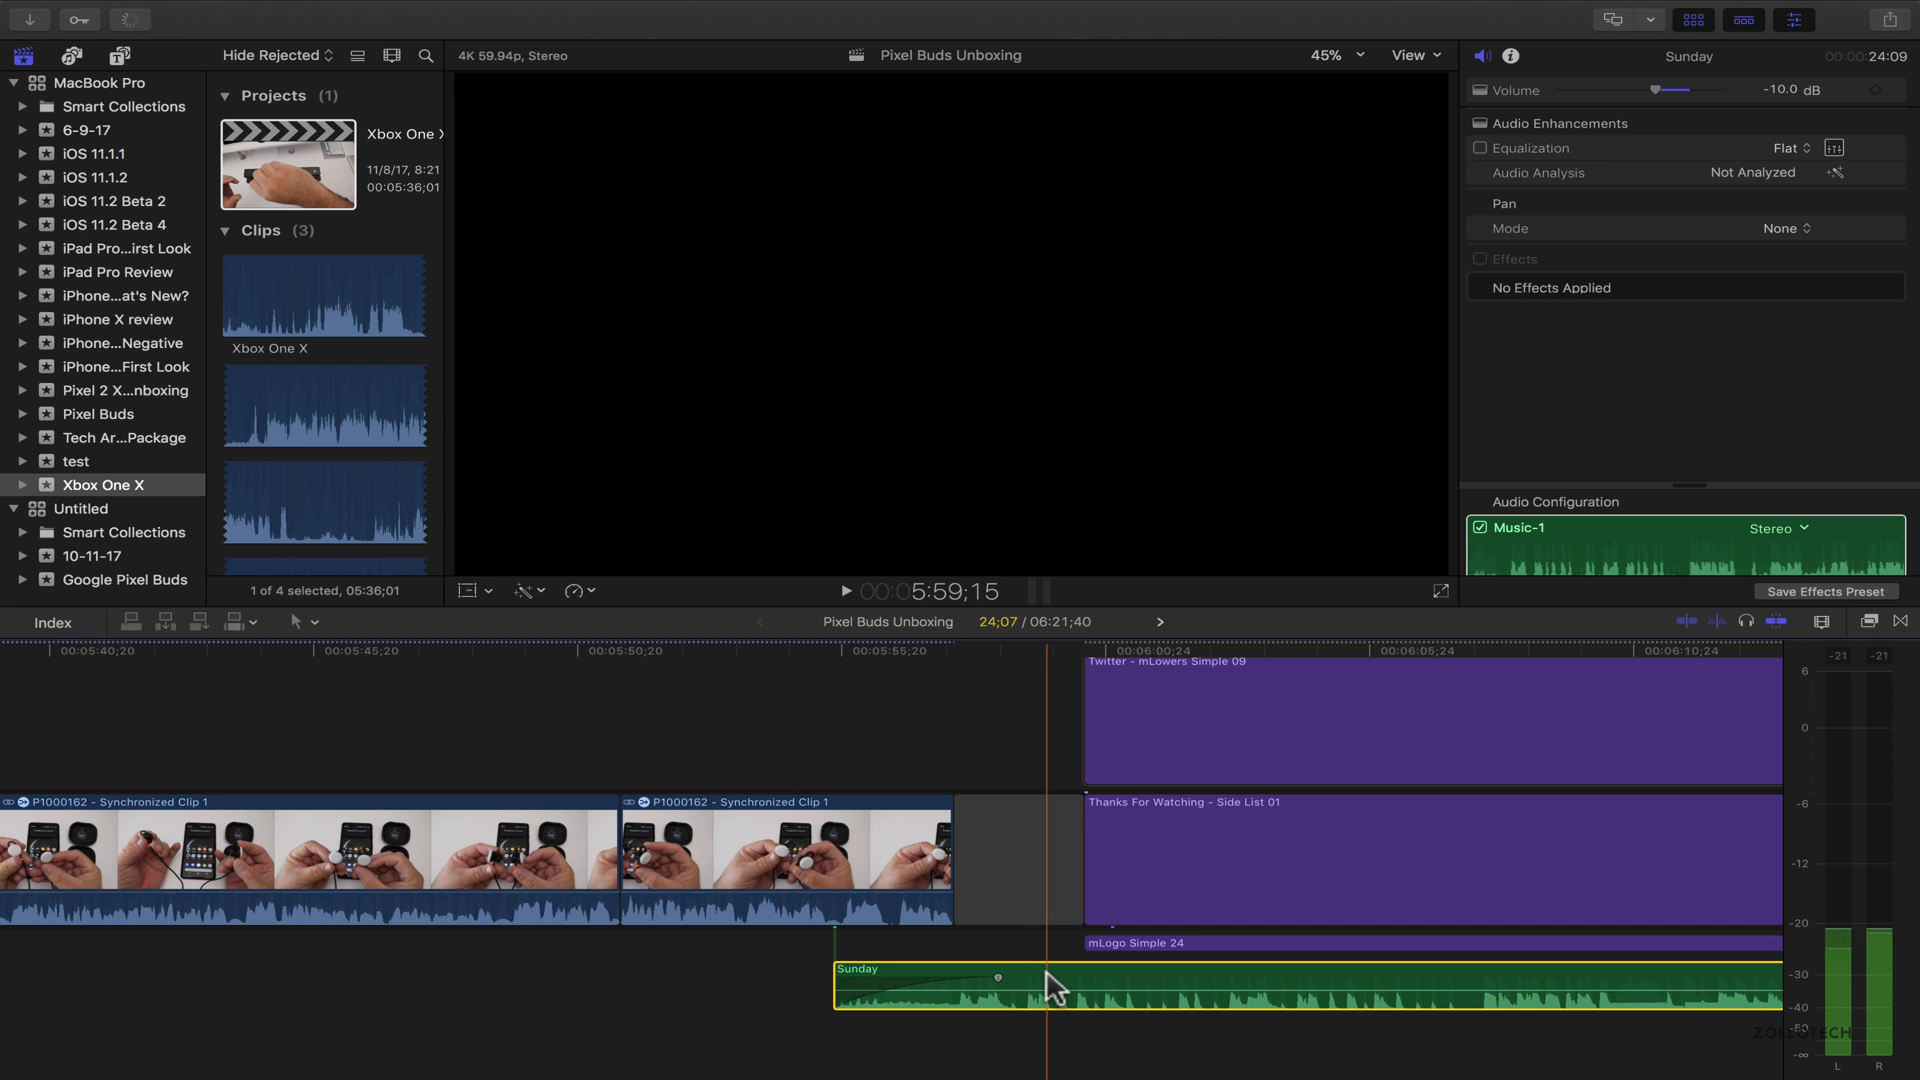 Hide Rejected
4K 59.94p, Stereo
Pixel Buds Unboxing
45%
View
Sunday
00:00:24:09
MacBook Pro
Smart Collections
6-9-17
iOS 11.1.1
iOS 11.1.2
iOS 11.2 Beta 2
iOS 11.2 Beta 4
iPad Pro...irst Look
iPad Pro Review
iPhone...at's New?
iPhone X review
iPhone...Negative
iPhone...First Look
Pixel 2 X...nboxing
Pixel Buds
Tech Ar...Package
test
Xbox One X
Untitled
Smart Collections
10-11-17
Google Pixel Buds
Projects (1)
Xbox One X
11/8/17, 8:21
00:05:36;01
Clips (3)
Xbox One X
1 of 4 selected, 05:36;01
00:05:59;15
Volume
-10.0 dB
Audio Enhancements
Equalization
Flat
Audio Analysis
Not Analyzed
Pan
Mode
None
Effects
No Effects Applied
Audio Configuration
Music-1
Stereo
Save Effects Preset
Index
Pixel Buds Unboxing
24;07 / 06:21;40
00:05:40;20
00:05:45;20
00:05:50;20
00:05:55;20
00:06:00;24
00:06:05;24
00:06:10;24
Twitter - mLowers Simple 09
P1000162 - Synchronized Clip 1
P1000162 - Synchronized Clip 1
Thanks For Watching - Side List 01
mLogo Simple 24
Sunday
-21
-21
6
0
-6
-12
-20
-30
-40
-50
-∞
L
R
ZOLLOTECH